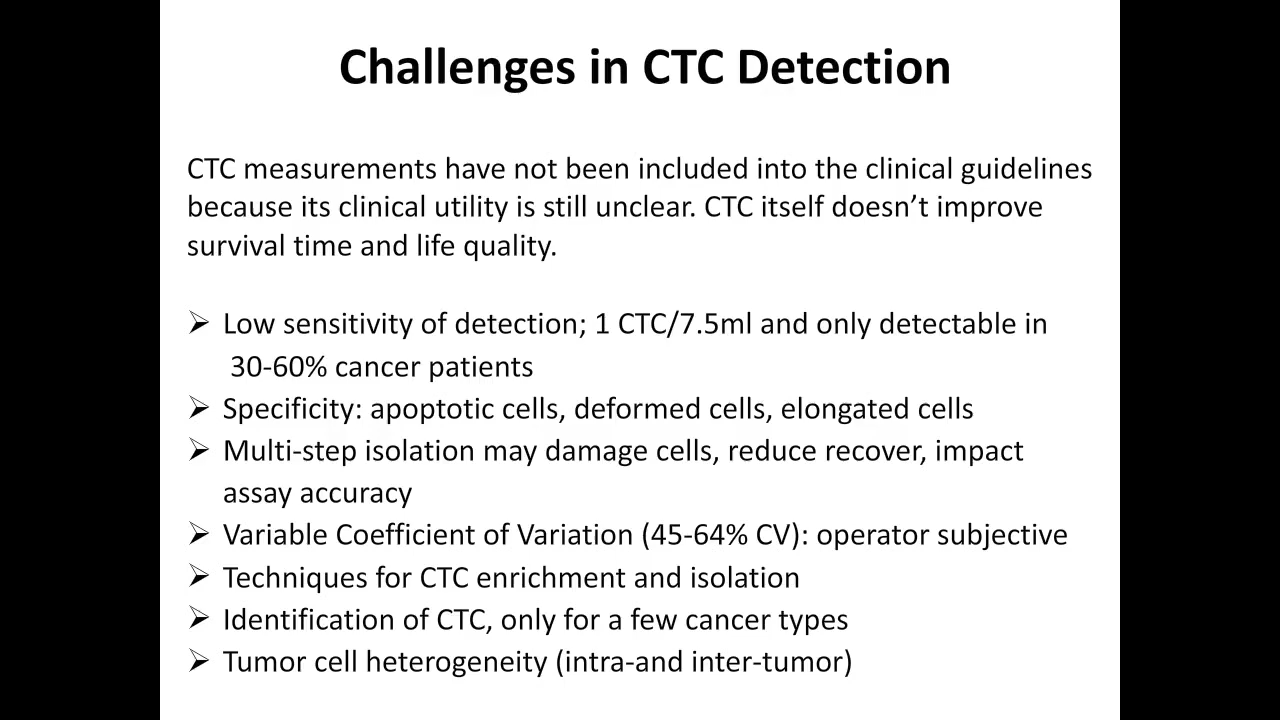 Challenges in CTC Detection
CTC measurements have not been included into the clinical guidelines
because its clinical utility is still unclear. CTC itself doesn’t improve
survival time and life quality.
➢ Low sensitivity of detection; 1 CTC/7.5ml and only detectable in
30-60% cancer patients
➢ Specificity: apoptotic cells, deformed cells, elongated cells
➢ Multi-step isolation may damage cells, reduce recover, impact
assay accuracy
➢ Variable Coefficient of Variation (45-64% CV): operator subjective
➢ Techniques for CTC enrichment and isolation
➢ Identification of CTC, only for a few cancer types
➢ Tumor cell heterogeneity (intra-and inter-tumor)